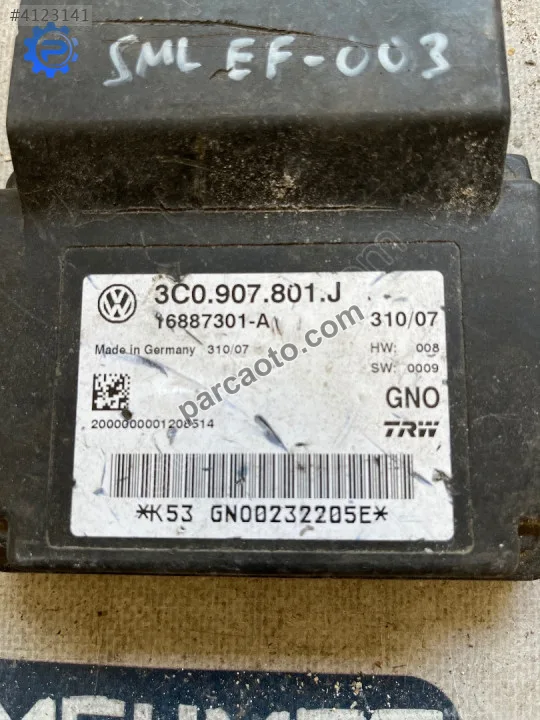 #4123141
SML EF-003
3C0.907.801.J
16887301-A 310/07
Made in Germany 310/07 HW: 008
SW: 0009
GNO
2000000001208514
TRW
*K53 GN000232205E*
parcaoto.com